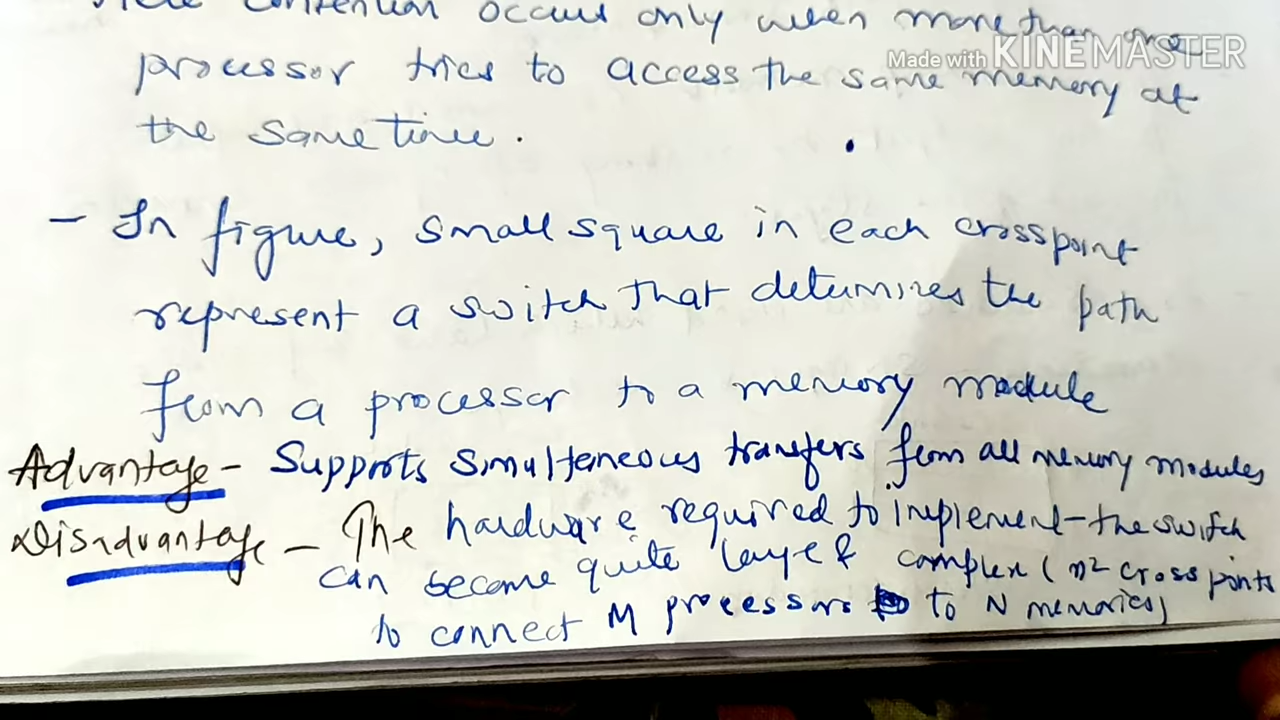 contention occurs only when more than one
Made with KINEMASTER
processor tries to access the same memory at
the same time.
- In figure, small square in each crosspoint
represent a switch that determines the path
from a processor to a memory module
Advantage - Supports simultaneous transfers from all memory modules
Disadvantage - The hardware required to implement the switch
can become quite large & complex (n² cross points
to connect M processors to N memories)